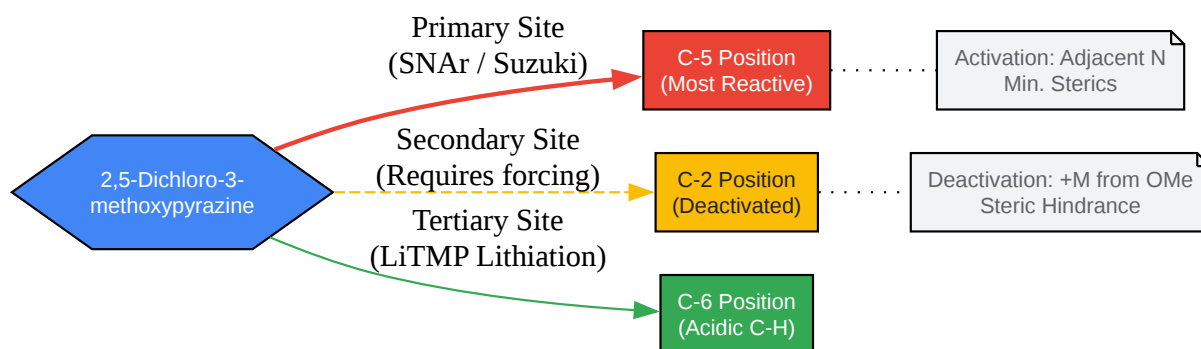 Primary Site
(SNAr / Suzuki)
C-5 Position
(Most Reactive)
Activation: Adjacent N
Min. Sterics
2,5-Dichloro-3-
methoxypyrazine
Secondary Site
(Requires forcing)
C-2 Position
(Deactivated)
Deactivation: +M from OMe
Steric Hindrance
Tertiary Site
(LiTMP Lithiation)
C-6 Position
(Acidic C-H)